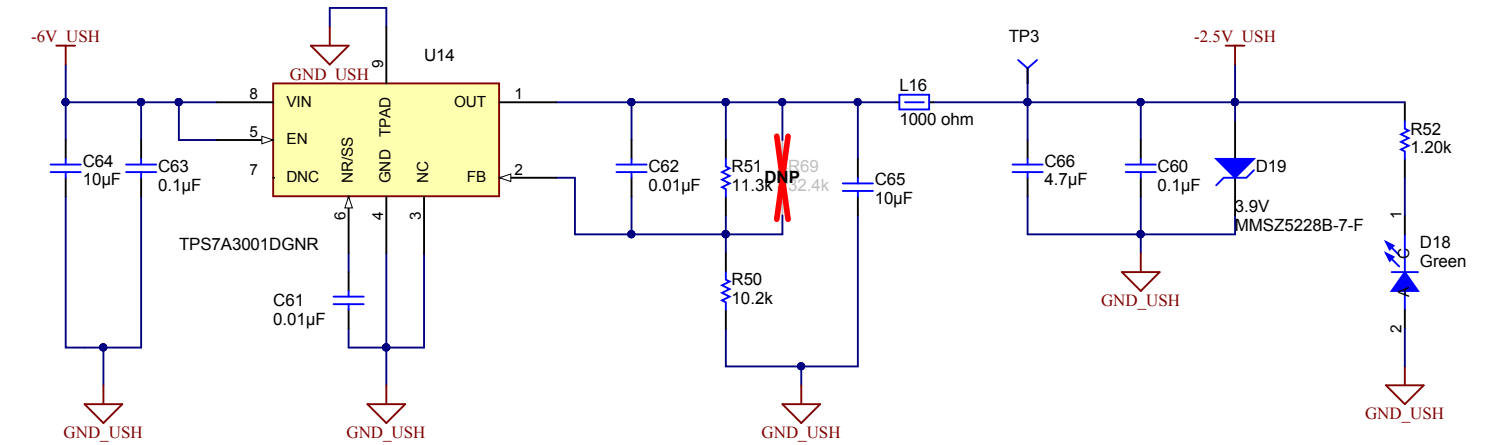 -6V_USH
GND_USH
9
U14
8
VIN
OUT
1
5
EN
TPAD
7
DNC
NR/SS
GND
NC
FB
2
6
4
3
TPS7A3001DGNR
C64
10µF
C63
0.1µF
C61
0.01µF
C62
0.01µF
R51
11.3k
R69
32.4k
DNP
C65
10µF
R50
10.2k
L16
1000 ohm
TP3
C66
4.7µF
C60
0.1µF
-2.5V_USH
D19
3.9V
MMSZ5228B-7-F
R52
1.20k
1
C
D18
Green
A
2
GND_USH
GND_USH
GND_USH
GND_USH
GND_USH